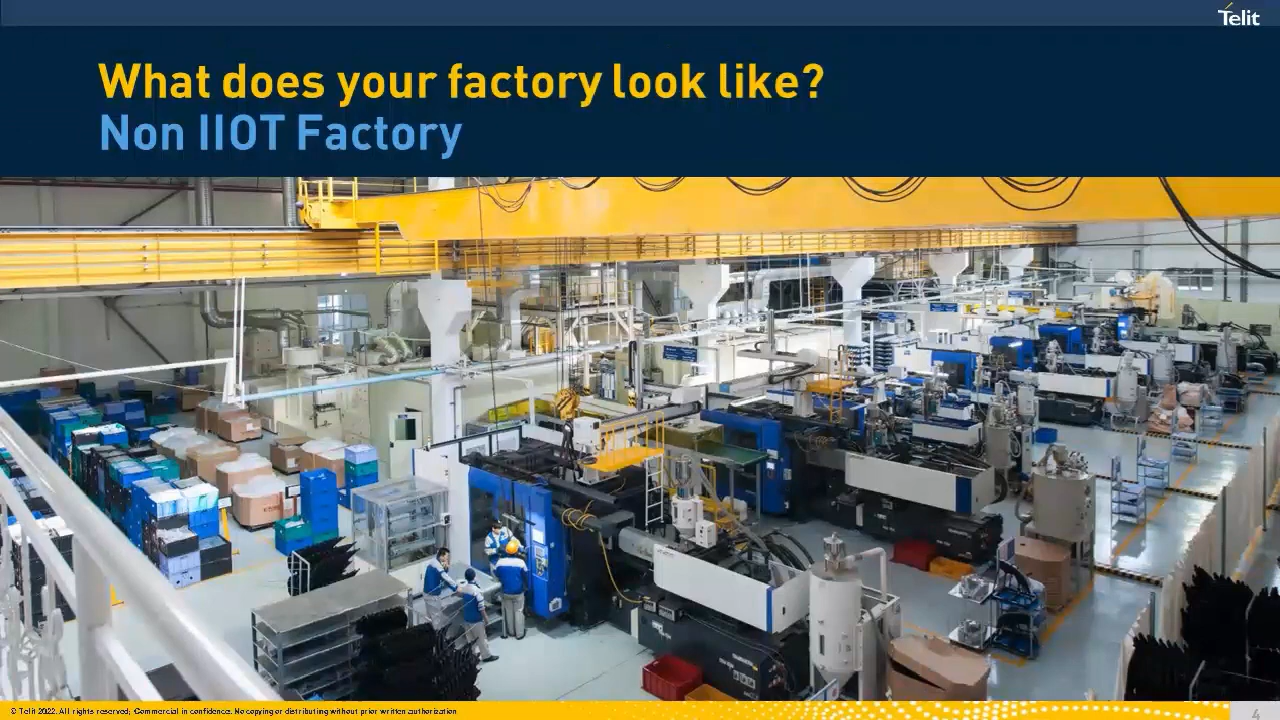 Telit
What does your factory look like?
Non IIOT Factory
© Telit 2022. All rights reserved; Commercial in confidence. No copying or distributing without prior written authorization
4